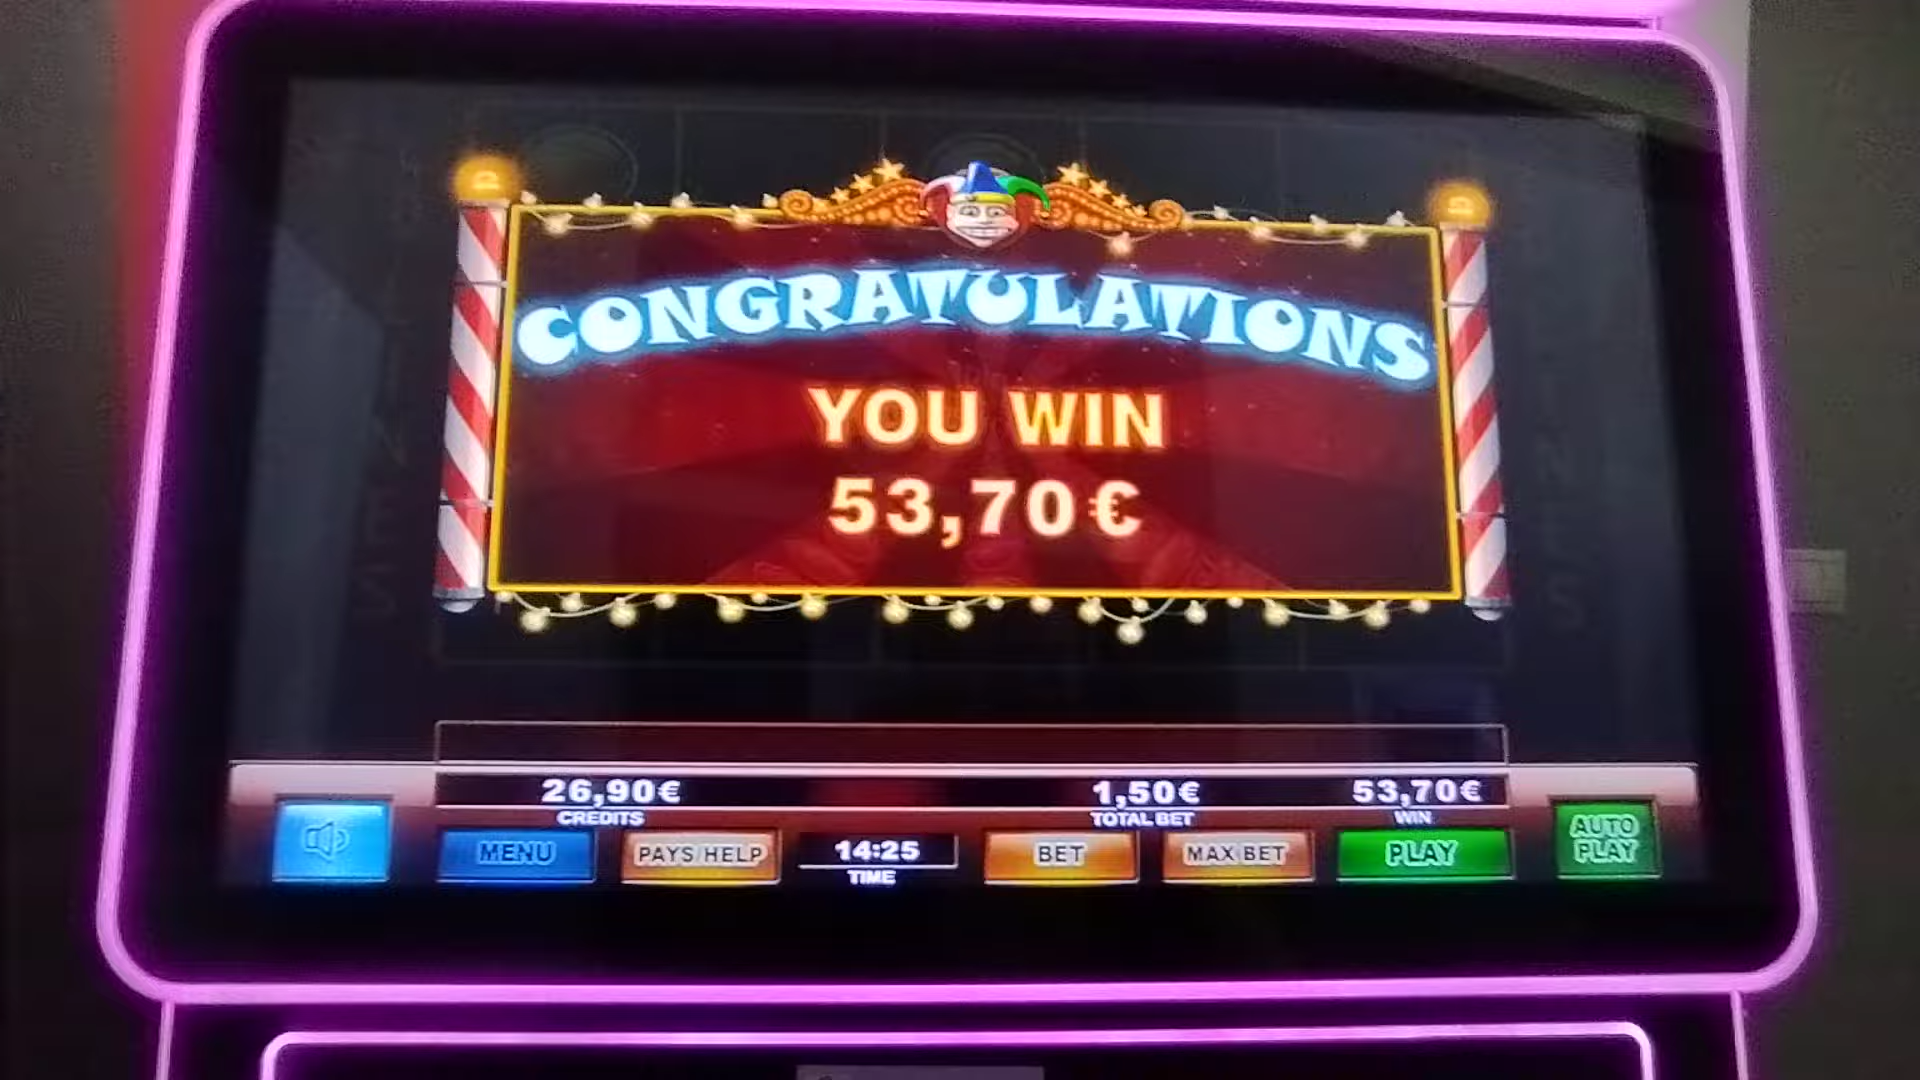 CONGRATULATIONS
YOU WIN
53,70€
26,90€
CREDITS
1,50€
TOTAL BET
53,70€
WIN
MENU
PAYS/HELP
14:25
TIME
BET
MAX BET
PLAY
AUTO
PLAY